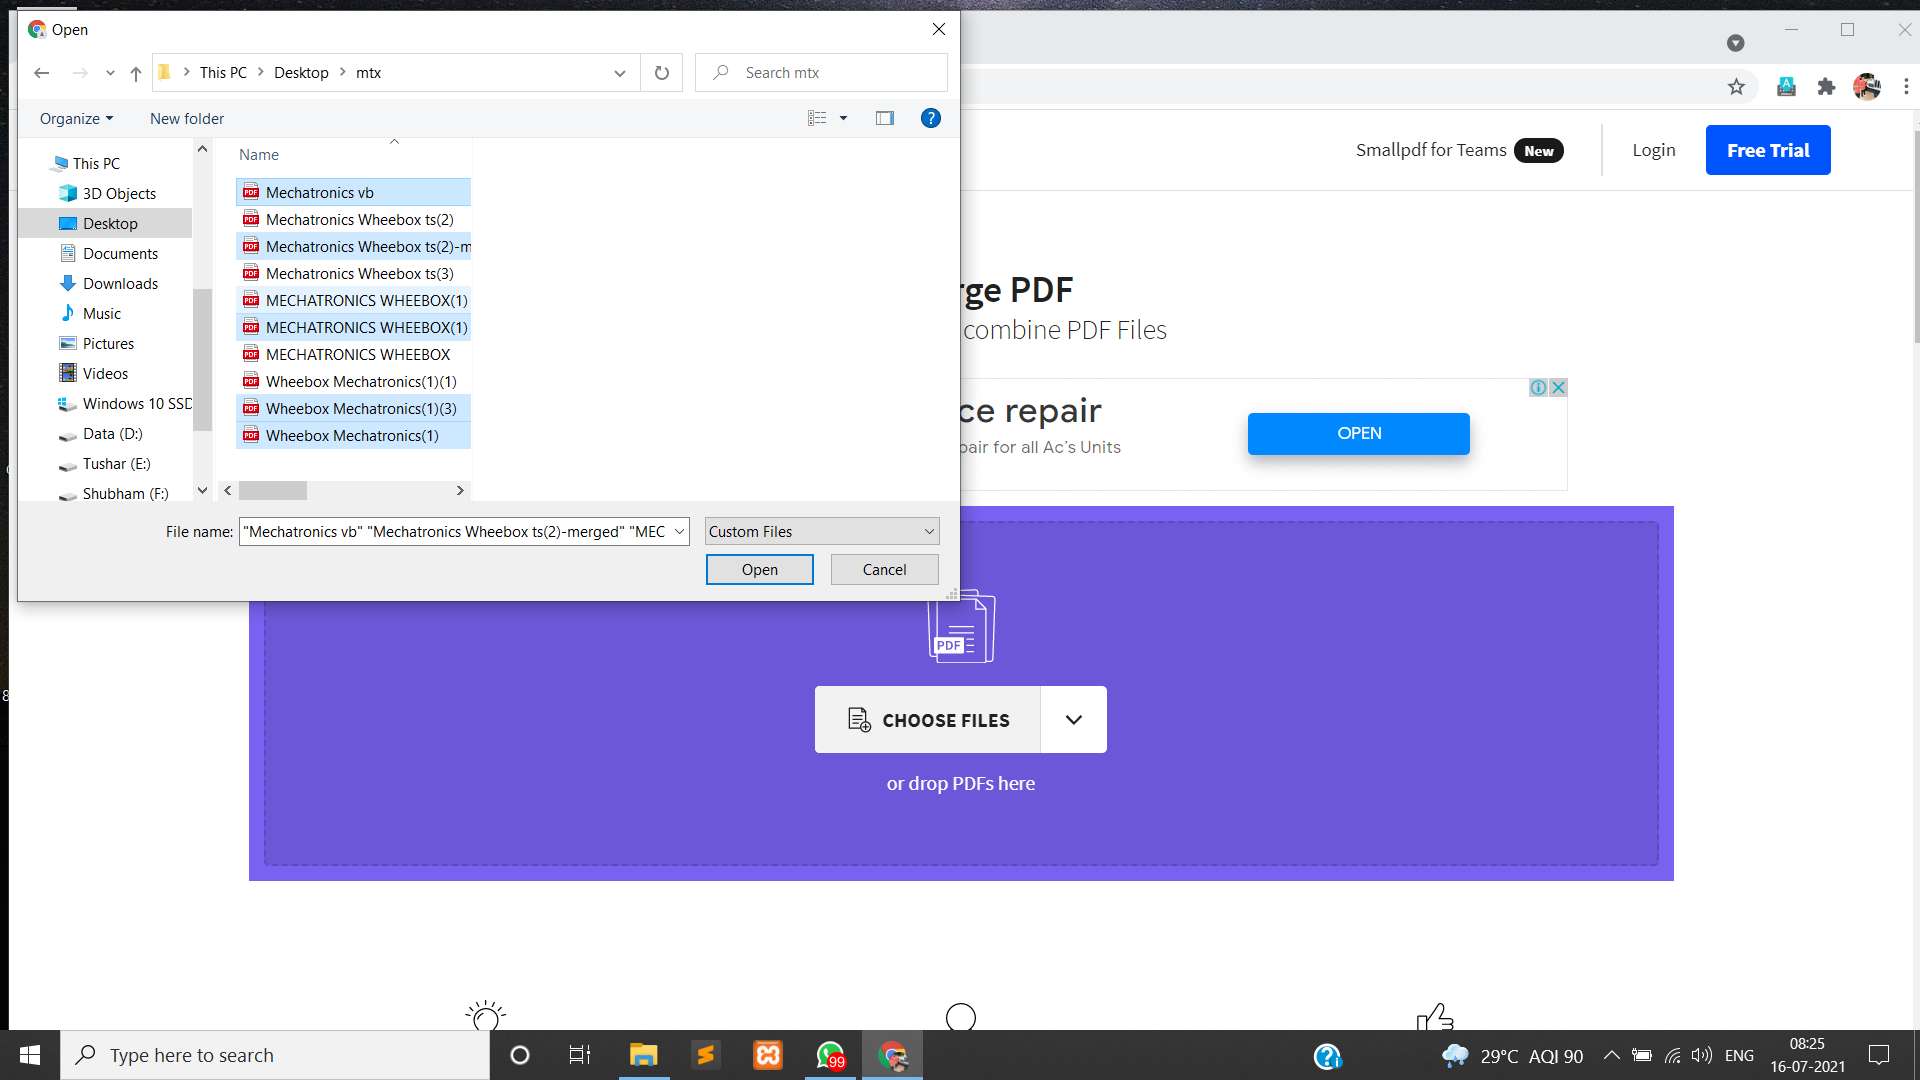 Open
This PC > Desktop > mtx
Search mtx
Organize
New folder
This PC
3D Objects
Desktop
Documents
Downloads
Music
Pictures
Videos
Windows 10 SSD
Data (D:)
Tushar (E:)
Shubham (F:)
Name
Mechatronics vb
Mechatronics Wheebox ts(2)
Mechatronics Wheebox ts(2)-m
Mechatronics Wheebox ts(3)
MECHATRONICS WHEEBOX(1)
MECHATRONICS WHEEBOX(1)
MECHATRONICS WHEEBOX
Wheebox Mechatronics(1)(1)
Wheebox Mechatronics(1)(3)
Wheebox Mechatronics(1)
File name: "Mechatronics vb" "Mechatronics Wheebox ts(2)-merged" "MEC
Custom Files
Open
Cancel
Smallpdf for Teams New
Login
Free Trial
rge PDF
combine PDF Files
ce repair
pair for all Ac's Units
OPEN
PDF
CHOOSE FILES
or drop PDFs here
8
Type here to search
99
29°C AQI 90
ENG
08:25
16-07-2021